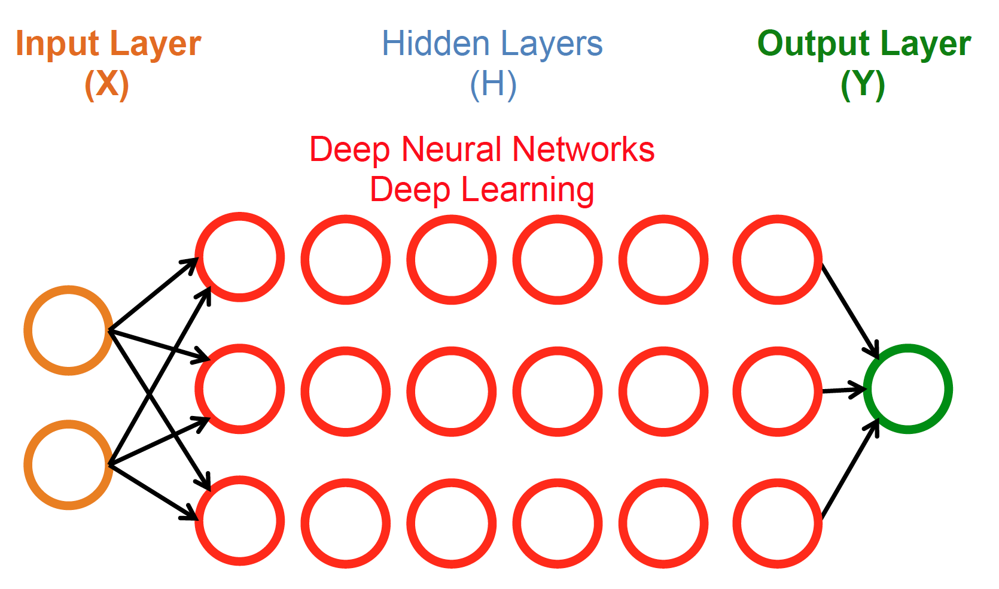 Input Layer
(X)
Hidden Layers
(H)
Output Layer
(Y)
Deep Neural Networks
Deep Learning